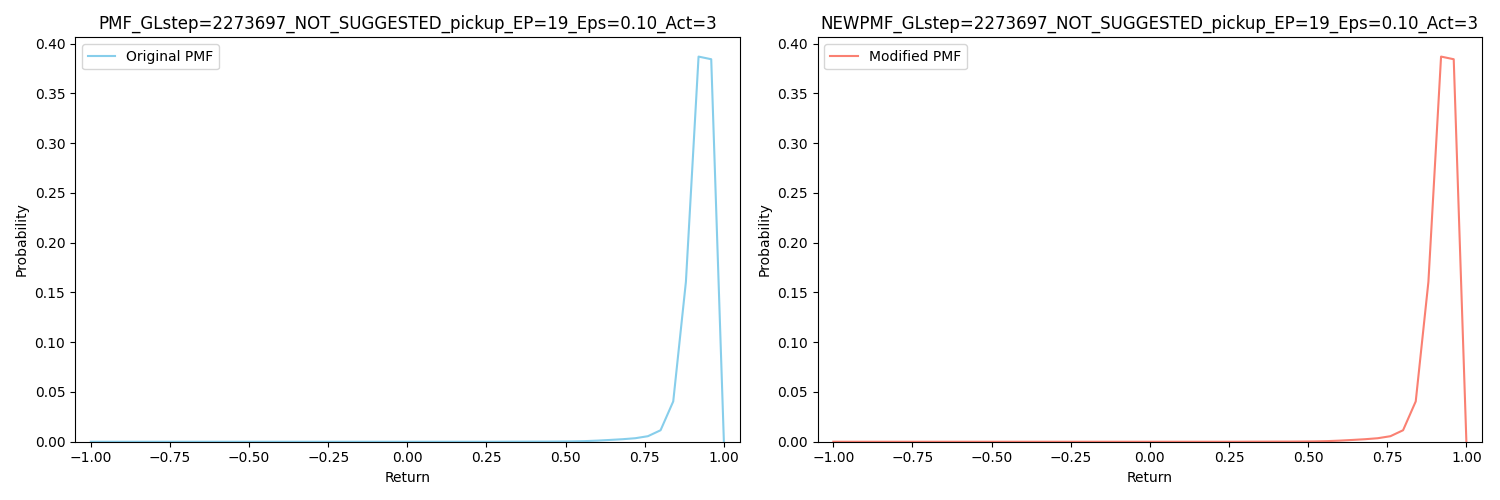 PMF_GLstep=2273697_NOT_SUGGESTED_pickup_EP=19_Eps=0.10_Act=3
Original PMF
Probability
0.40
0.35
0.30
0.25
0.20
0.15
0.10
0.05
0.00
−1.00 −0.75 −0.50 −0.25 0.00 0.25 0.50 0.75 1.00
Return
NEWPMF_GLstep=2273697_NOT_SUGGESTED_pickup_EP=19_Eps=0.10_Act=3
Modified PMF
Probability
0.40
0.35
0.30
0.25
0.20
0.15
0.10
0.05
0.00
−1.00 −0.75 −0.50 −0.25 0.00 0.25 0.50 0.75 1.00
Return